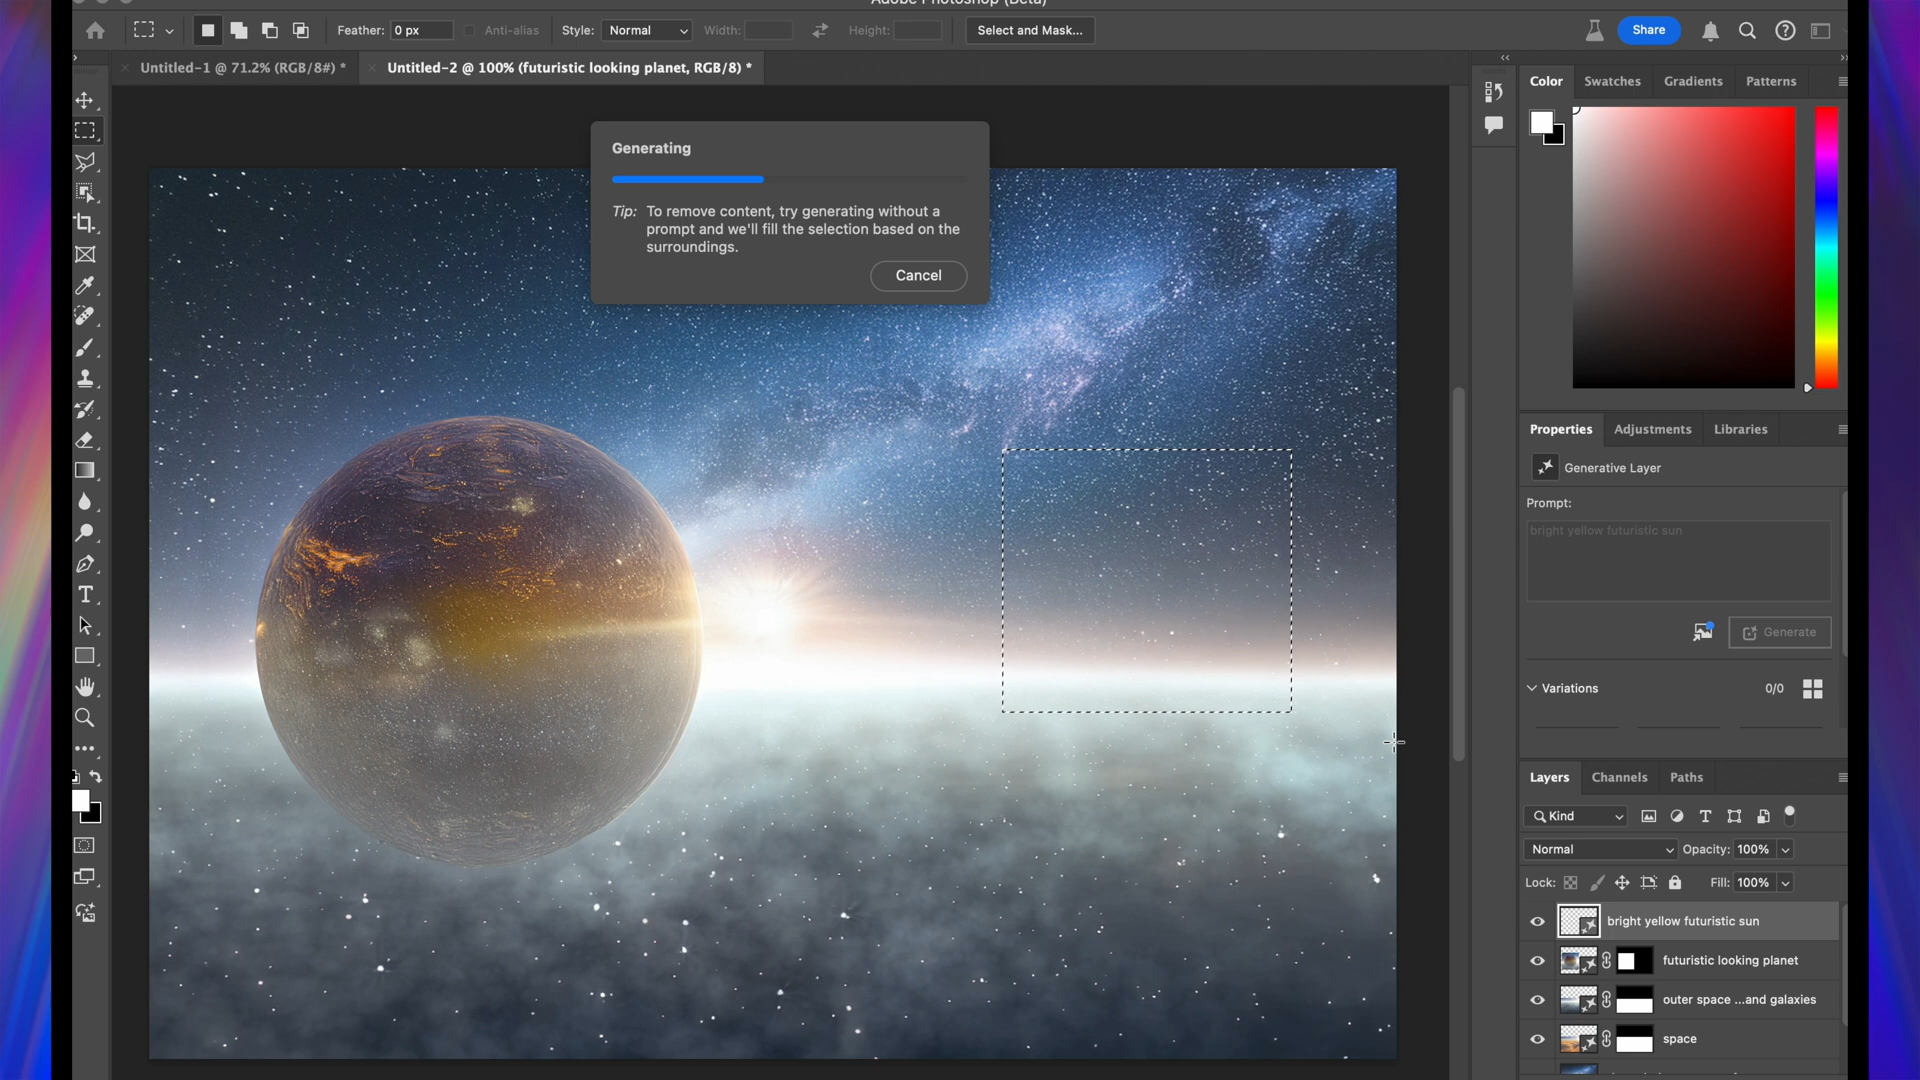 Adobe Photoshop (Beta)
Feather: 0 px
Anti-alias
Style: Normal
Width:
Height:
Select and Mask...
Share
Untitled-1 @ 71.2% (RGB/8#) *
Untitled-2 @ 100% (futuristic looking planet, RGB/8) *
Color
Swatches
Gradients
Patterns
Generating
Tip: To remove content, try generating without a
prompt and we'll fill the selection based on the
surroundings.
Cancel
Properties
Adjustments
Libraries
Generative Layer
Prompt:
bright yellow futuristic sun
Generate
Variations
0/0
Layers
Channels
Paths
Kind
Normal
Opacity: 100%
Lock:
Fill: 100%
bright yellow futuristic sun
futuristic looking planet
outer space ...and galaxies
space